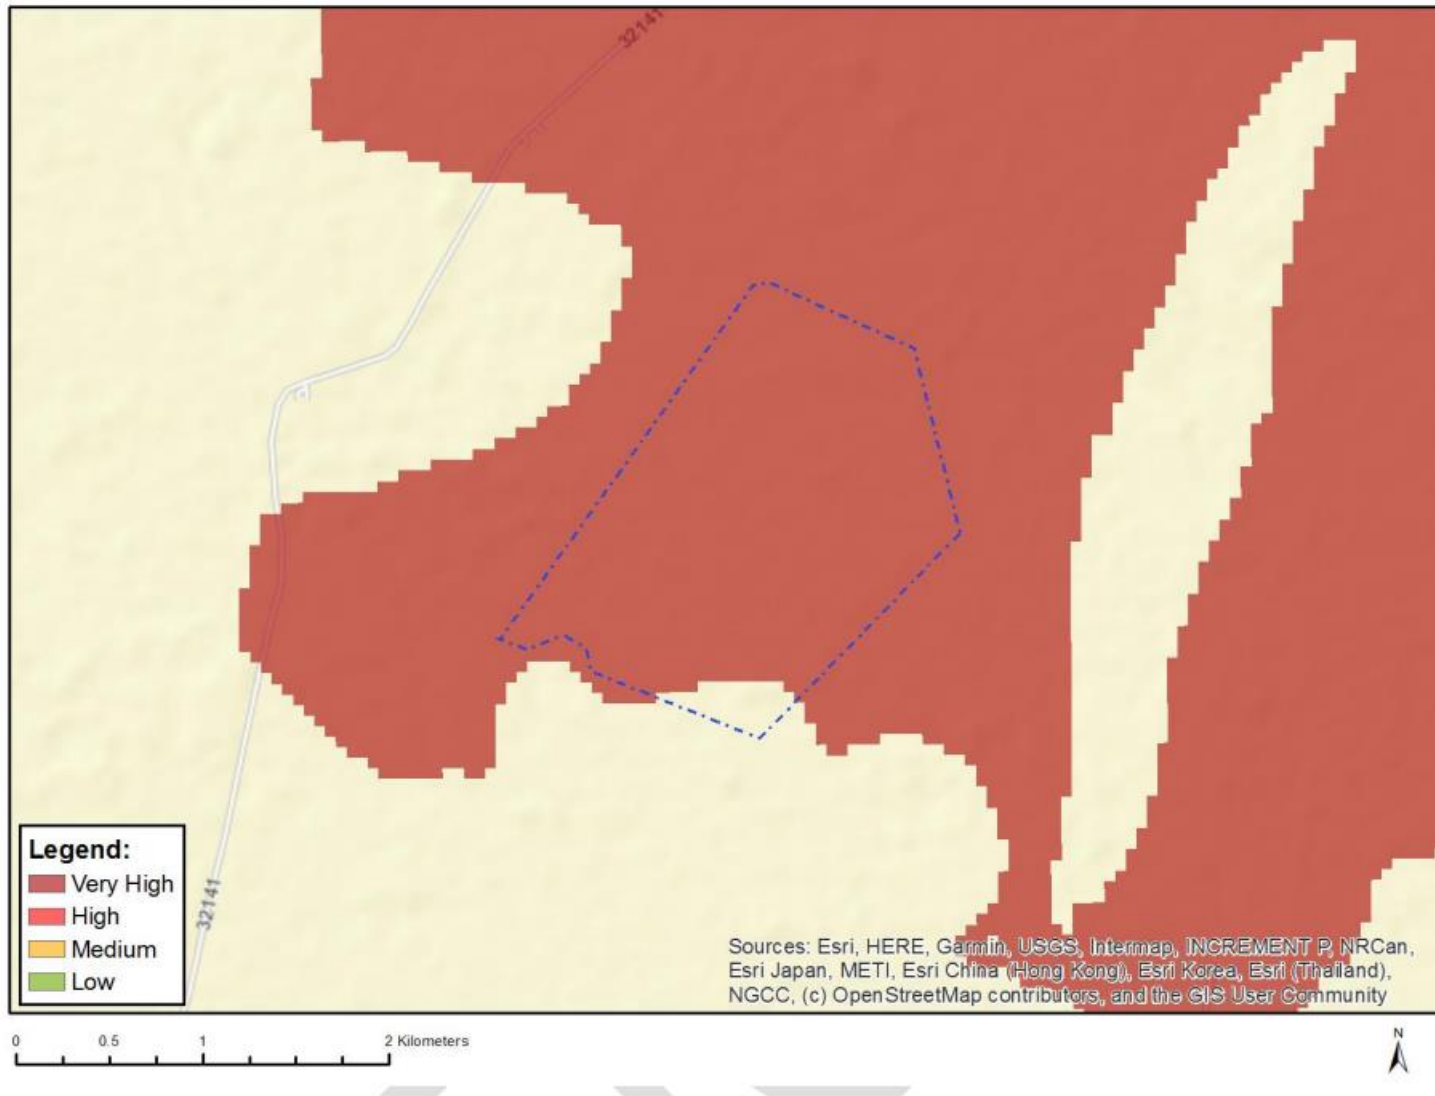 32141
Legend:
Very High
High
Medium
Low
32141
Sources: Esri, HERE, Garmin, USGS, Intermap, INCREMENT P, NRCan,
Esri Japan, METI, Esri China (Hong Kong), Esri Korea, Esri (Thailand),
NGCC, (c) OpenStreetMap contributors, and the GIS User Community
0 0.5 1 2 Kilometers
N